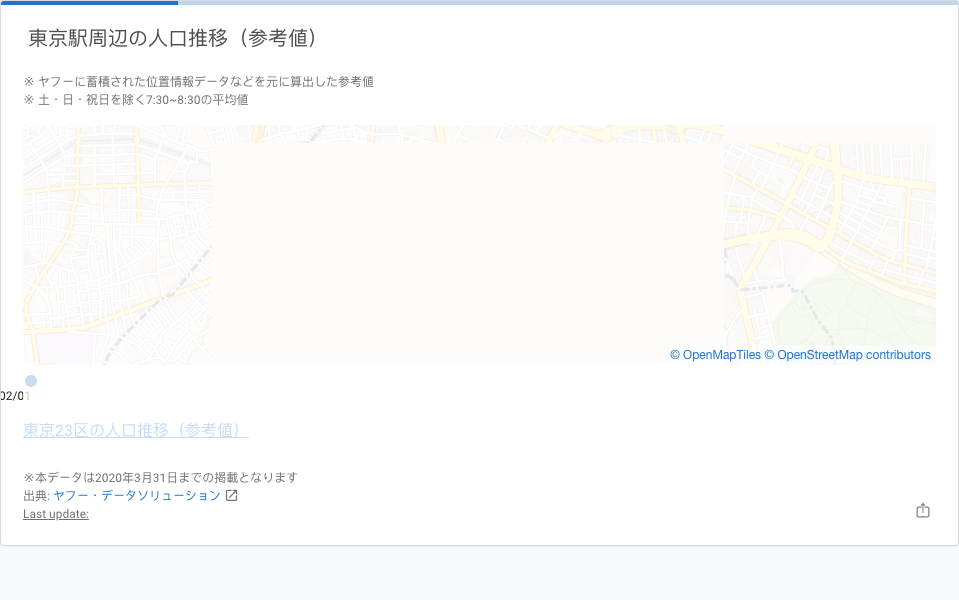 東京駅周辺の人口推移（参考値）
※ ヤフーに蓄積された位置情報データなどを元に算出した参考値
※ 土・日・祝日を除く7:30~8:30の平均値
© OpenMapTiles © OpenStreetMap contributors
02/01
東京23区の人口推移（参考値）
※本データは2020年3月31日までの掲載となります
出典: ヤフー・データソリューション
Last update: